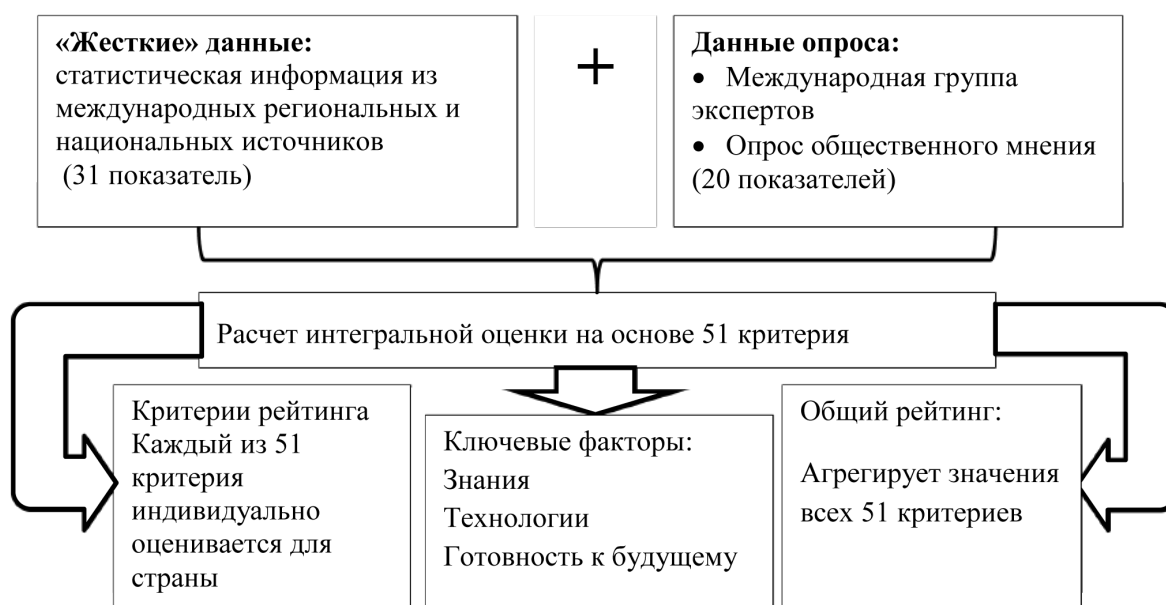 «Жесткие» данные:
статистическая информация из
международных региональных и
национальных источников
(31 показатель)
+
Данные опроса:
• Международная группа
экспертов
• Опрос общественного мнения
(20 показателей)
Расчет интегральной оценки на основе 51 критерия
Критерии рейтинга
Каждый из 51
критерия
индивидуально
оценивается для
страны
Ключевые факторы:
Знания
Технологии
Готовность к будущему
Общий рейтинг:
Агрегирует значения
всех 51 критериев